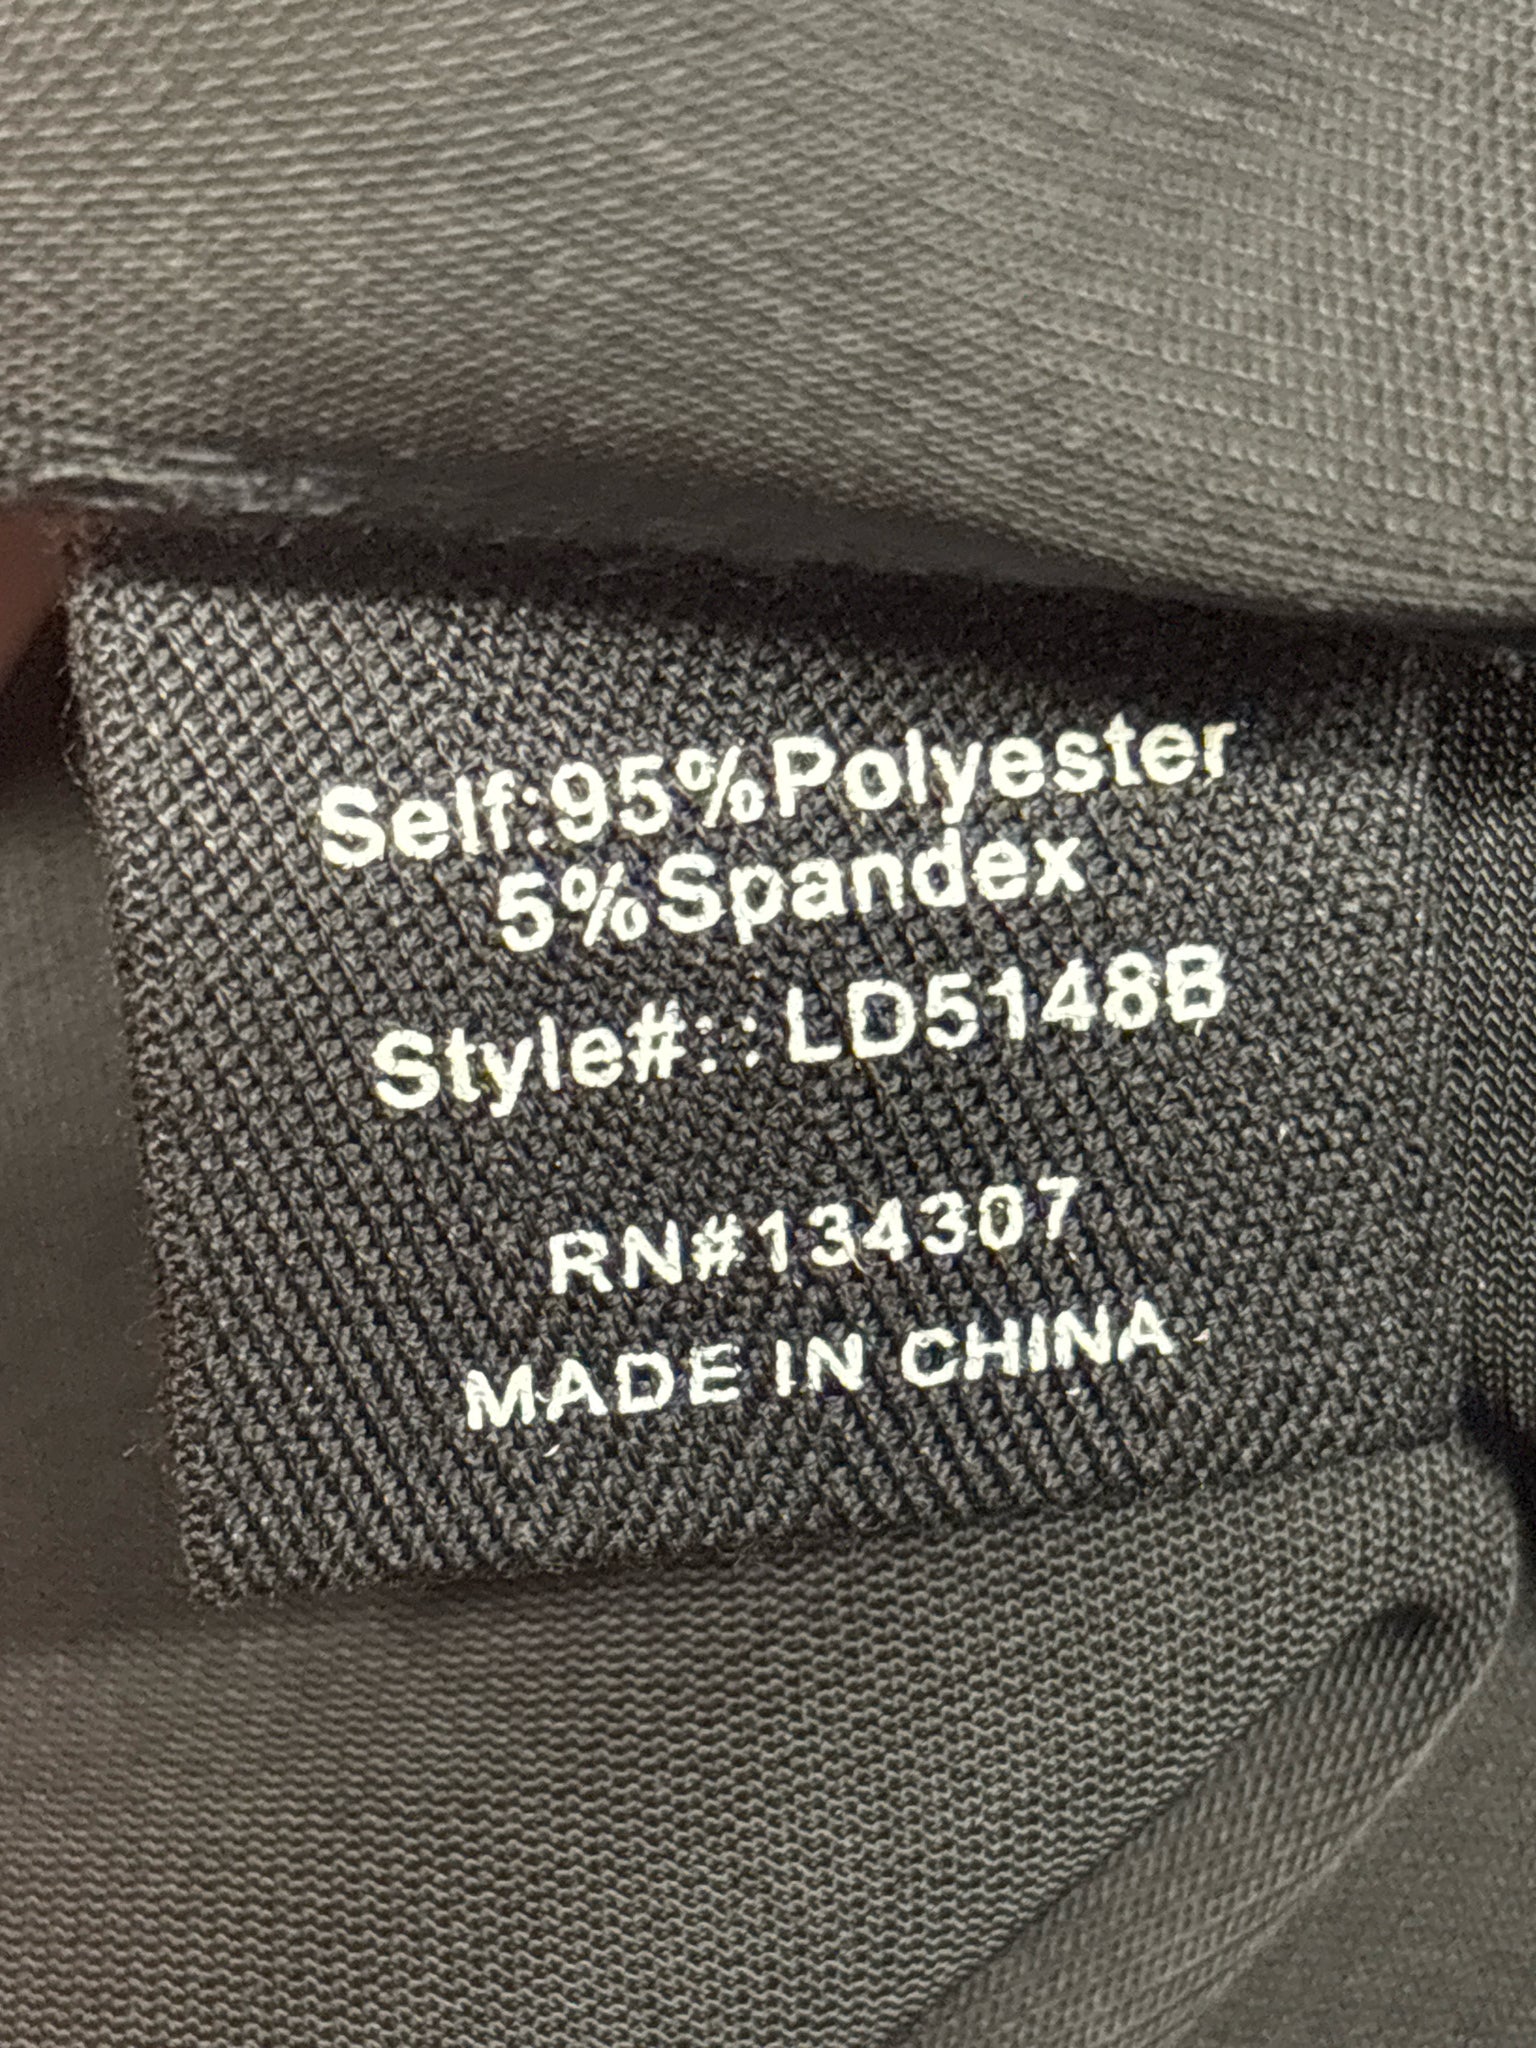 Self:95%Polyester
5%Spandex
Style#:: LD5148B
RN#134307
MADE IN CHINA